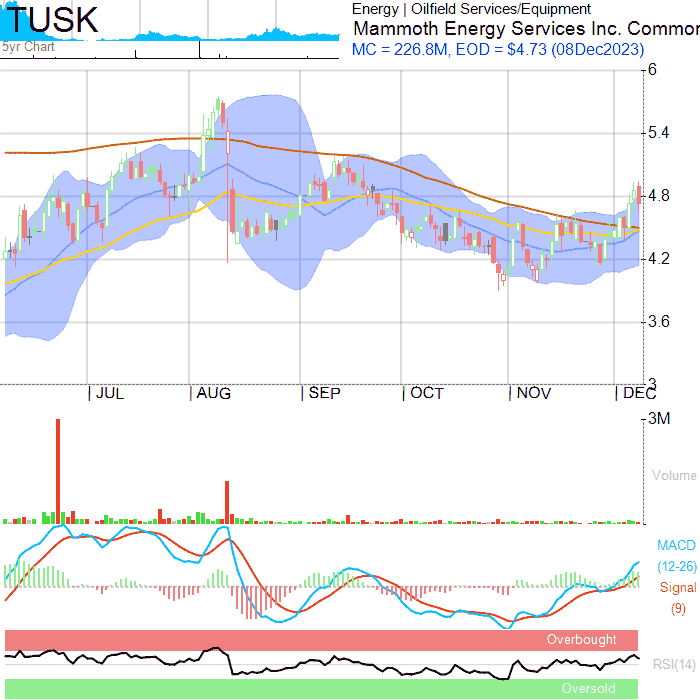 TUSK
5yr Chart
Energy | Oilfield Services/Equipment
Mammoth Energy Services Inc. Common
MC = 226.8M, EOD = $4.73 (08Dec2023)
6
5.4
4.8
4.2
3.6
3
JUL
AUG
SEP
OCT
NOV
DEC
3M
Volume
MACD
(12-26)
Signal
(9)
Overbought
RSI(14)
Oversold